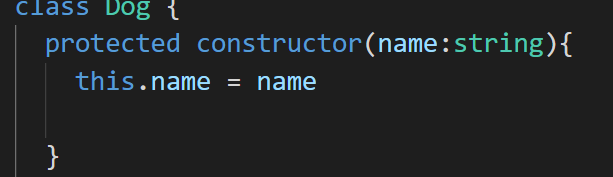 class Dog {
protected constructor(name:string){
this.name = name
}